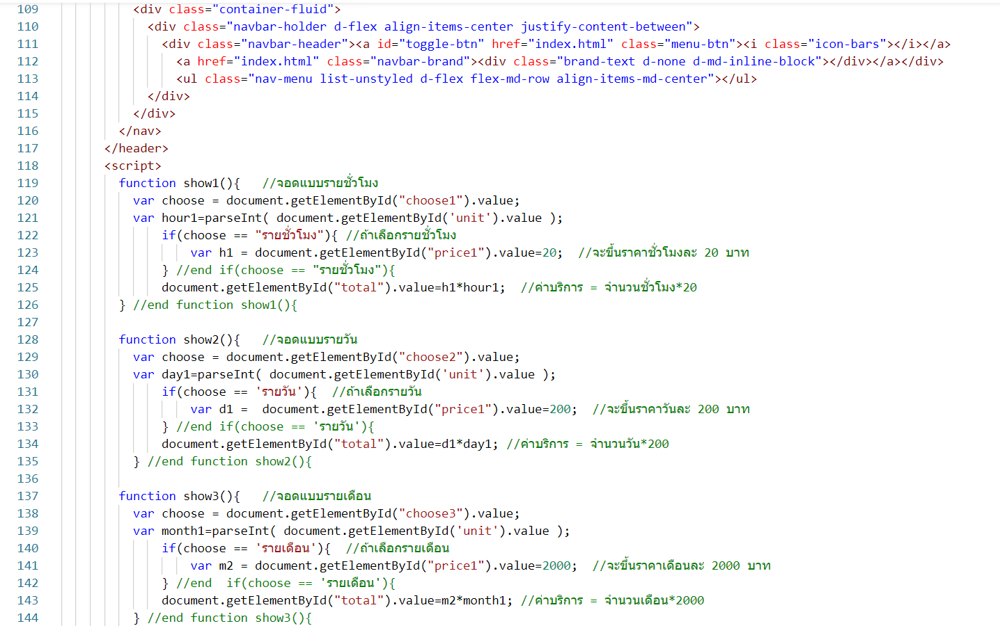 109 <div class="container-fluid">
110 <div class="navbar-holder d-flex align-items-center justify-content-between">
111 <div class="navbar-header"><a id="toggle-btn" href="index.html" class="menu-btn"><i class="icon-bars"></i></a>
112 <a href="index.html" class="navbar-brand"><div class="brand-text d-none d-md-inline-block"></div></a></div>
113 <ul class="nav-menu list-unstyled d-flex flex-md-row align-items-md-center"></ul>
114 </div>
115 </div>
116 </nav>
117 </header>
118 <script>
119 function show1(){ //จอดแบบรายชั่วโมง
120 var choose = document.getElementById("choose1").value;
121 var hour1=parseInt( document.getElementById('unit').value );
122 if(choose == "รายชั่วโมง"){ //ถ้าเลือกรายชั่วโมง
123 var h1 = document.getElementById("price1").value=20; //จะขึ้นราคาชั่วโมงละ 20 บาท
124 } //end if(choose == "รายชั่วโมง"){
125 document.getElementById("total").value=h1*hour1; //ค่าบริการ = จำนวนชั่วโมง*20
126 } //end function show1(){
127
128 function show2(){ //จอดแบบรายวัน
129 var choose = document.getElementById("choose2").value;
130 var day1=parseInt( document.getElementById('unit').value );
131 if(choose == 'รายวัน'){ //ถ้าเลือกรายวัน
132 var d1 = document.getElementById("price1").value=200; //จะขึ้นราคาวันละ 200 บาท
133 } //end if(choose == 'รายวัน'){
134 document.getElementById("total").value=d1*day1; //ค่าบริการ = จำนวนวัน*200
135 } //end function show2(){
136
137 function show3(){ //จอดแบบรายเดือน
138 var choose = document.getElementById("choose3").value;
139 var month1=parseInt( document.getElementById('unit').value );
140 if(choose == 'รายเดือน'){ //ถ้าเลือกรายเดือน
141 var m2 = document.getElementById("price1").value=2000; //จะขึ้นราคาเดือนละ 2000 บาท
142 } //end if(choose == 'รายเดือน'){
143 document.getElementById("total").value=m2*month1; //ค่าบริการ = จำนวนเดือน*2000
144 } //end function show3(){